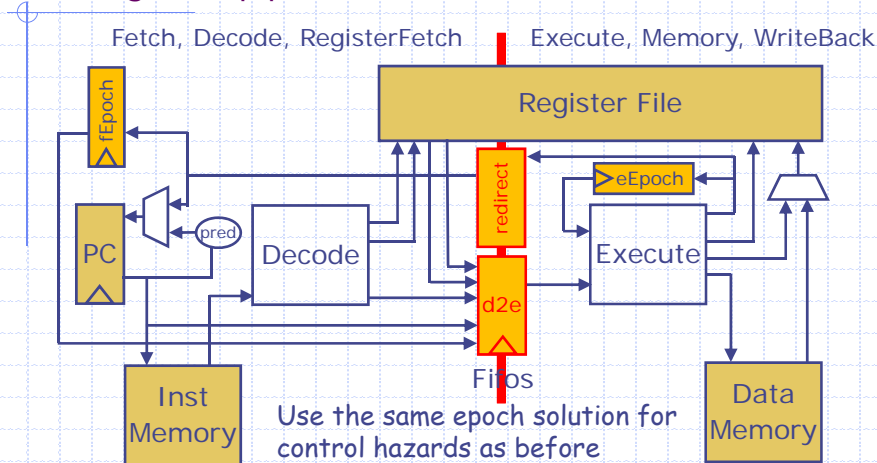 Fetch, Decode, RegisterFetch
Execute, Memory, WriteBack
Register File
fEpoch
redirect
eEpoch
PC
pred
Decode
Execute
d2e
Fifos
Inst
Memory
Use the same epoch solution for
control hazards as before
Data
Memory